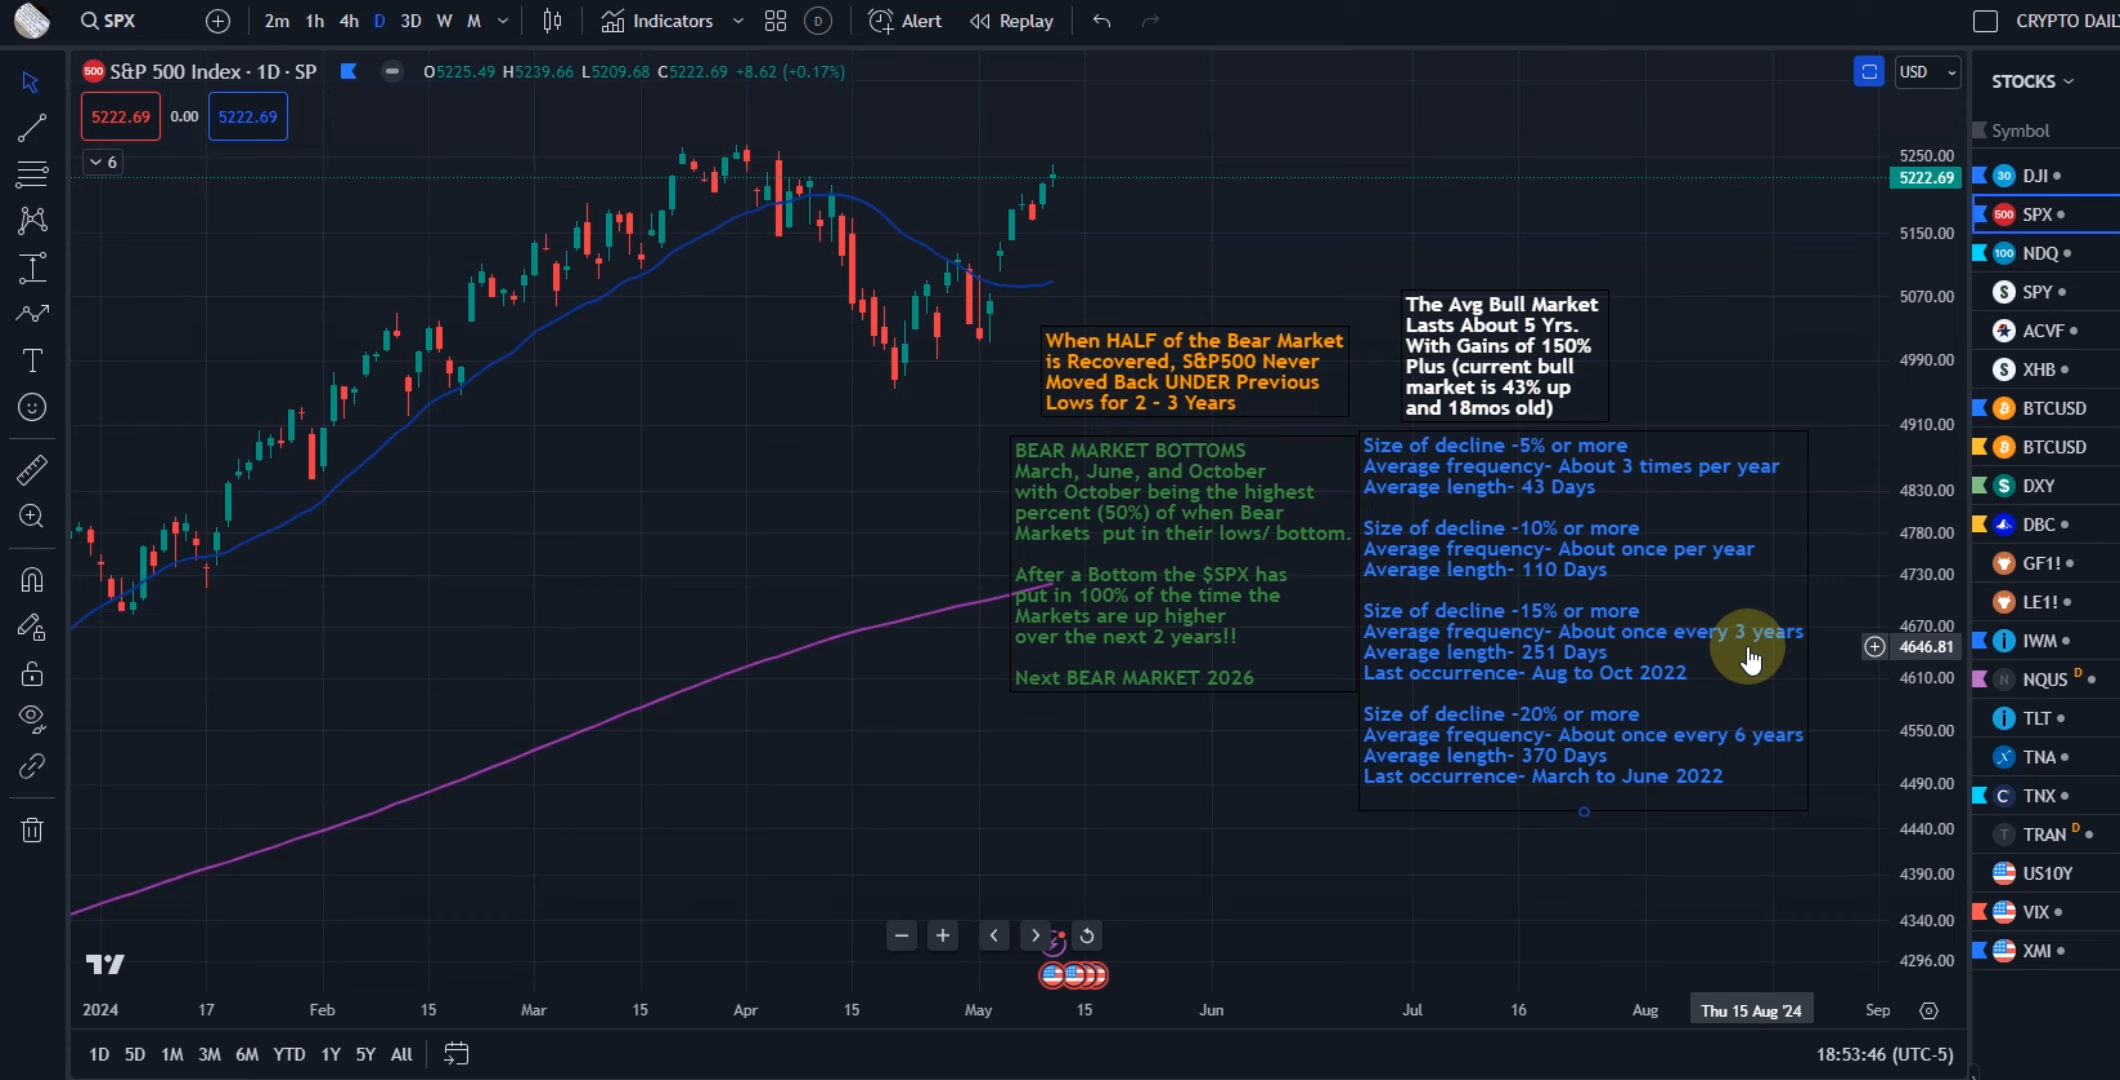 SPX
2m 1h 4h D 3D W M
Indicators
D
Alert
Replay
CRYPTO DAIL
500 S&P 500 Index · 1D · SP
O5225.49 H5239.66 L5209.68 C5222.69 +8.62 (+0.17%)
USD
5222.69 0.00 5222.69
6
The Avg Bull Market
Lasts About 5 Yrs.
With Gains of 150%
Plus (current bull
market is 43% up
and 18mos old)
When HALF of the Bear Market
is Recovered, S&P500 Never
Moved Back UNDER Previous
Lows for 2 - 3 Years
BEAR MARKET BOTTOMS
March, June, and October
with October being the highest
percent (50%) of when Bear
Markets put in their lows/ bottom.
After a Bottom the $SPX has
put in 100% of the time the
Markets are up higher
over the next 2 years!!
Next BEAR MARKET 2026
Size of decline -5% or more
Average frequency- About 3 times per year
Average length- 43 Days
Size of decline -10% or more
Average frequency- About once per year
Average length- 110 Days
Size of decline -15% or more
Average frequency- About once every 3 years
Average length- 251 Days
Last occurrence- Aug to Oct 2022
Size of decline -20% or more
Average frequency- About once every 6 years
Average length- 370 Days
Last occurrence- March to June 2022
5250.00
5222.69
5150.00
5070.00
4990.00
4910.00
4830.00
4780.00
4730.00
4670.00
4646.81
4610.00
4550.00
4490.00
4440.00
4390.00
4340.00
4296.00
STOCKS
Symbol
30 DJI
500 SPX
100 NDQ
S SPY
ACVF
S XHB
BTCUSD
BTCUSD
S DXY
DBC
GF1!
LE1!
i IWM
N NQUS D
i TLT
X TNA
C TNX
T TRAN D
US10Y
VIX
XMI
2024 17 Feb 15 Mar 15 Apr 15 May 15 Jun Jul 16 Aug Thu 15 Aug '24 Sep
1D 5D 1M 3M 6M YTD 1Y 5Y All
18:53:46 (UTC-5)